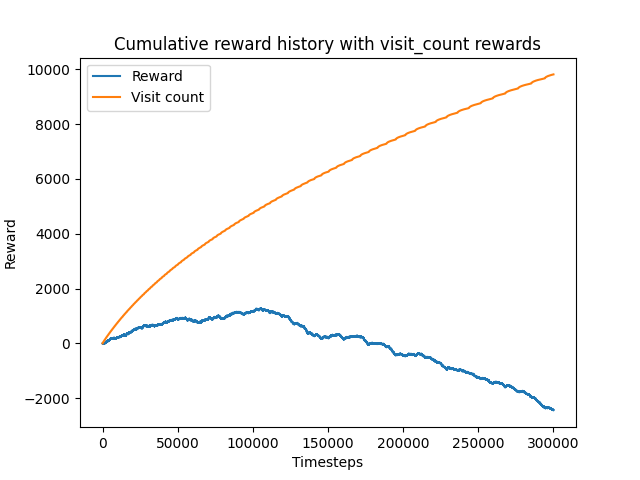 Cumulative reward history with visit_count rewards
Reward
Visit count
10000
8000
6000
4000
2000
0
−2000
Reward
0 50000 100000 150000 200000 250000 300000
Timesteps